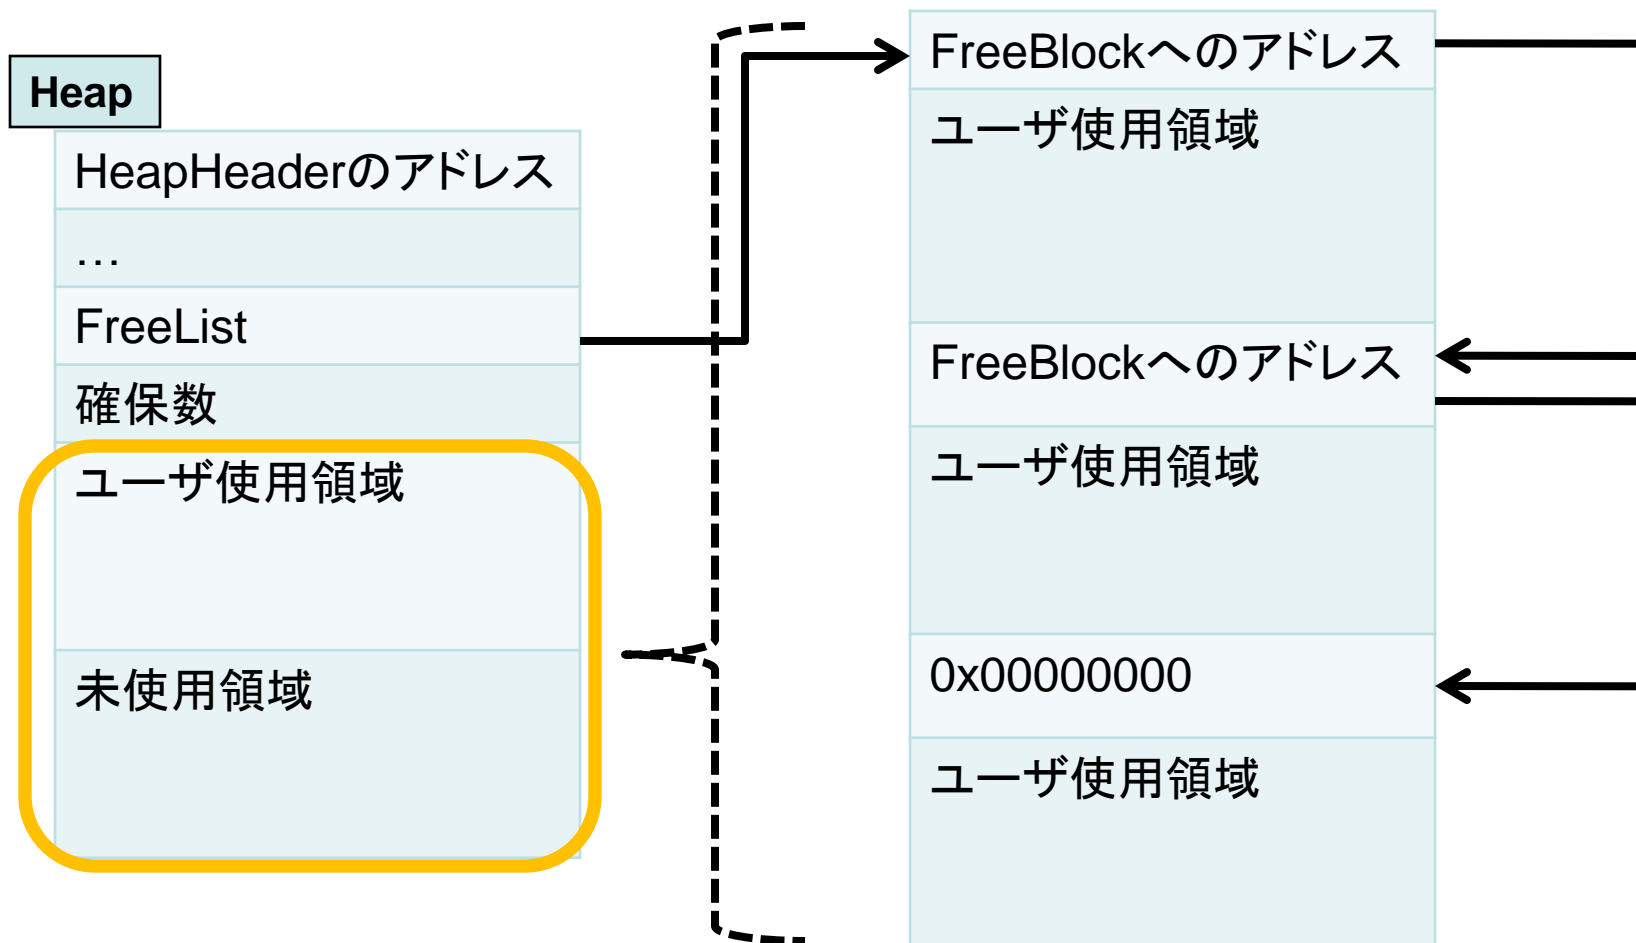 Heap
HeapHeaderのアドレス
…
FreeList
確保数
ユーザ使用領域
未使用領域
FreeBlockへのアドレス
ユーザ使用領域
FreeBlockへのアドレス
ユーザ使用領域
0x00000000
ユーザ使用領域